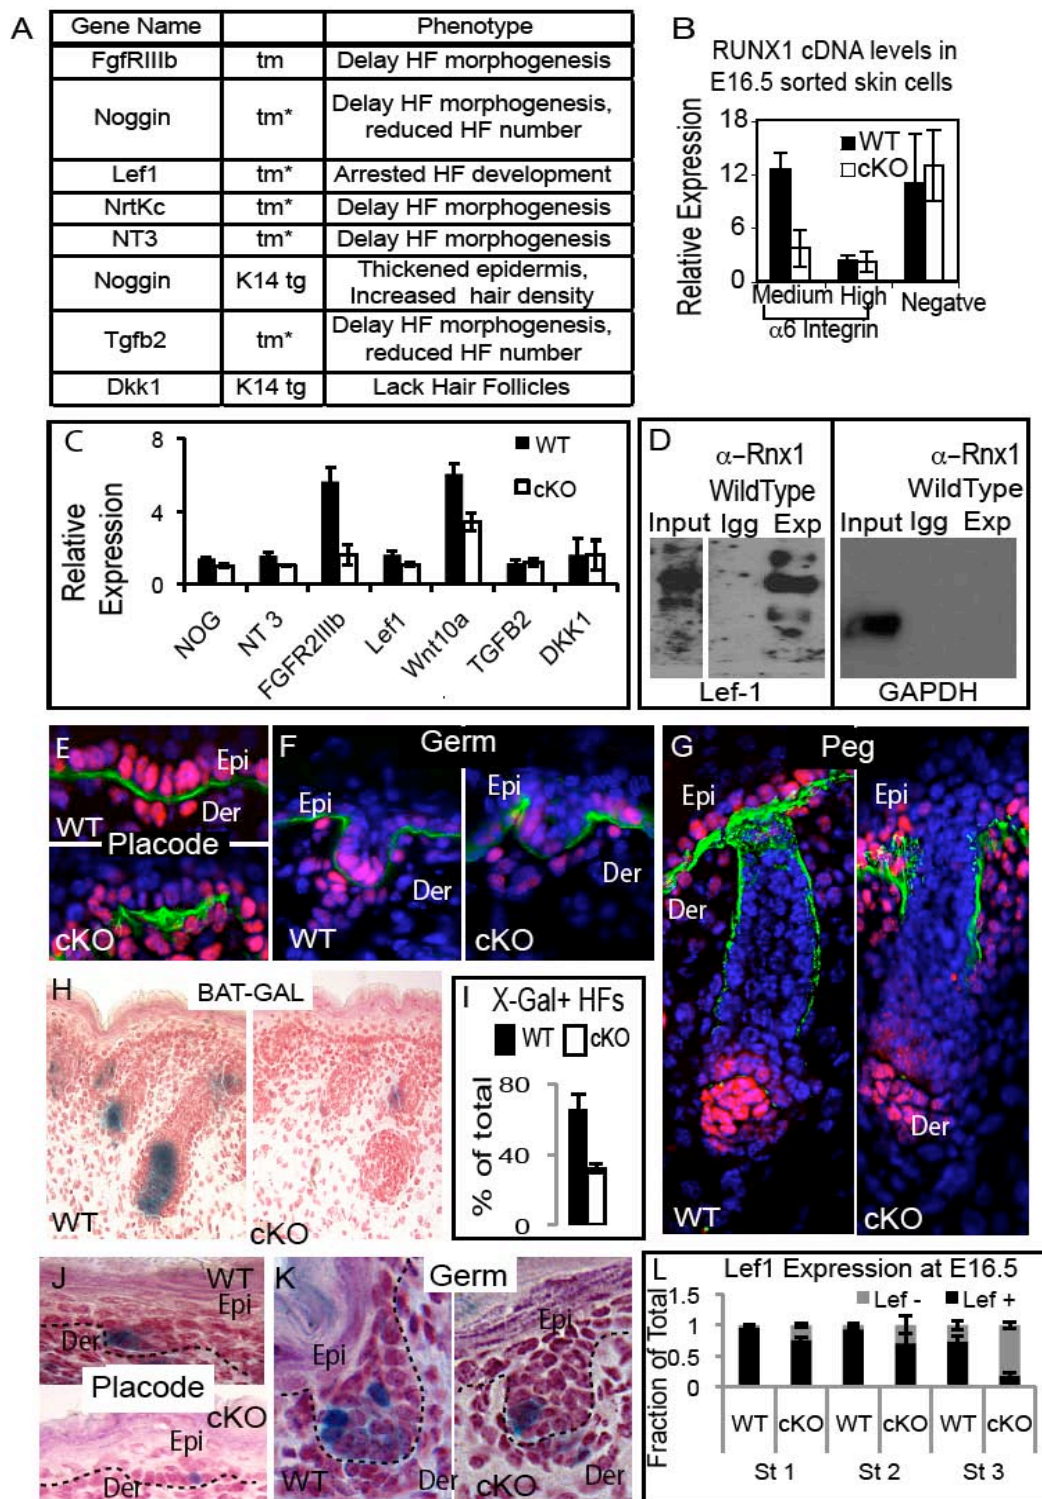 A
Gene Name Phenotype
FgfRIIIb tm Delay HF morphogenesis
Noggin tm* Delay HF morphogenesis,
reduced HF number
Lef1 tm* Arrested HF development
NrtKc tm* Delay HF morphogenesis
NT3 tm* Delay HF morphogenesis
Noggin K14 tg Thickened epidermis,
Increased hair density
Tgfb2 tm* Delay HF morphogenesis,
reduced HF number
Dkk1 K14 tg Lack Hair Follicles
B
RUNX1 cDNA levels in
E16.5 sorted skin cells
Relative Expression
18
12
6
0
WT
cKO
Medium High Negatve
α6 Integrin
C
Relative
Expression
8
4
0
WT
cKO
NOG NT 3 FGFR2IIIb Lef1 Wnt10a TGFB2 DKK1
D
α-Rnx1
WildType
Input Igg Exp
Lef-1
α-Rnx1
WildType
Input Igg Exp
GAPDH
E
Epi
Der
WT
Placode
cKO
F
Germ
Epi
Der
WT
Epi
Der
cKO
G
Peg
Epi
Der
WT
Epi
Der
cKO
H
BAT-GAL
WT
cKO
I
X-Gal+ HFs
WT cKO
% of total
80
40
0
J
WT
Epi
Der
Placode
cKO
Epi
Der
K
Germ
Epi
WT
Der
Epi
cKO
Der
L
Lef1 Expression at E16.5
Lef - Lef +
Fraction of Total
1.5
1
0.5
0
WT cKO WT cKO WT cKO
St 1 St 2 St 3